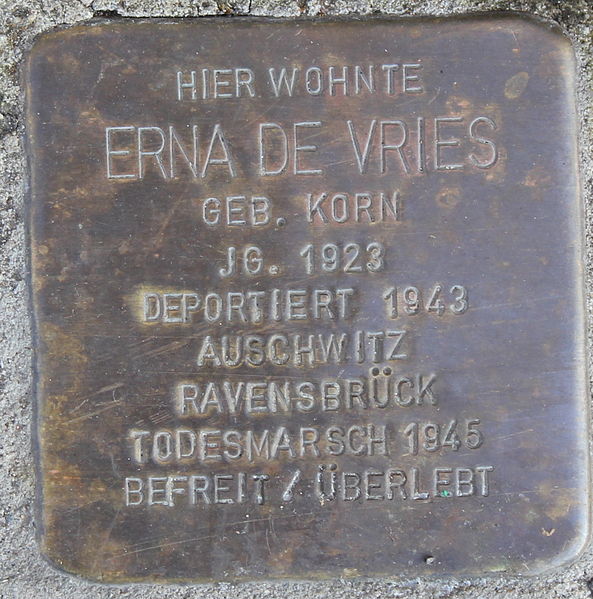 HIER WOHNTE
ERNA DE VRIES
GEB. KORN
JG. 1923
DEPORTIERT 1943
AUSCHWITZ
RAVENSBRÜCK
TODESMARSCH 1945
BEFREIT / ÜBERLEBT